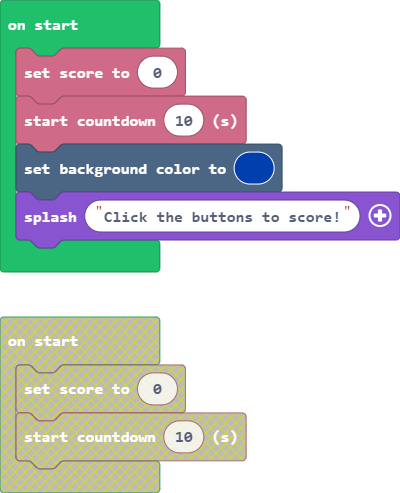 on start
set score to 0
start countdown 10 (s)
set background color to
splash "Click the buttons to score!"
on start
set score to 0
start countdown 10 (s)